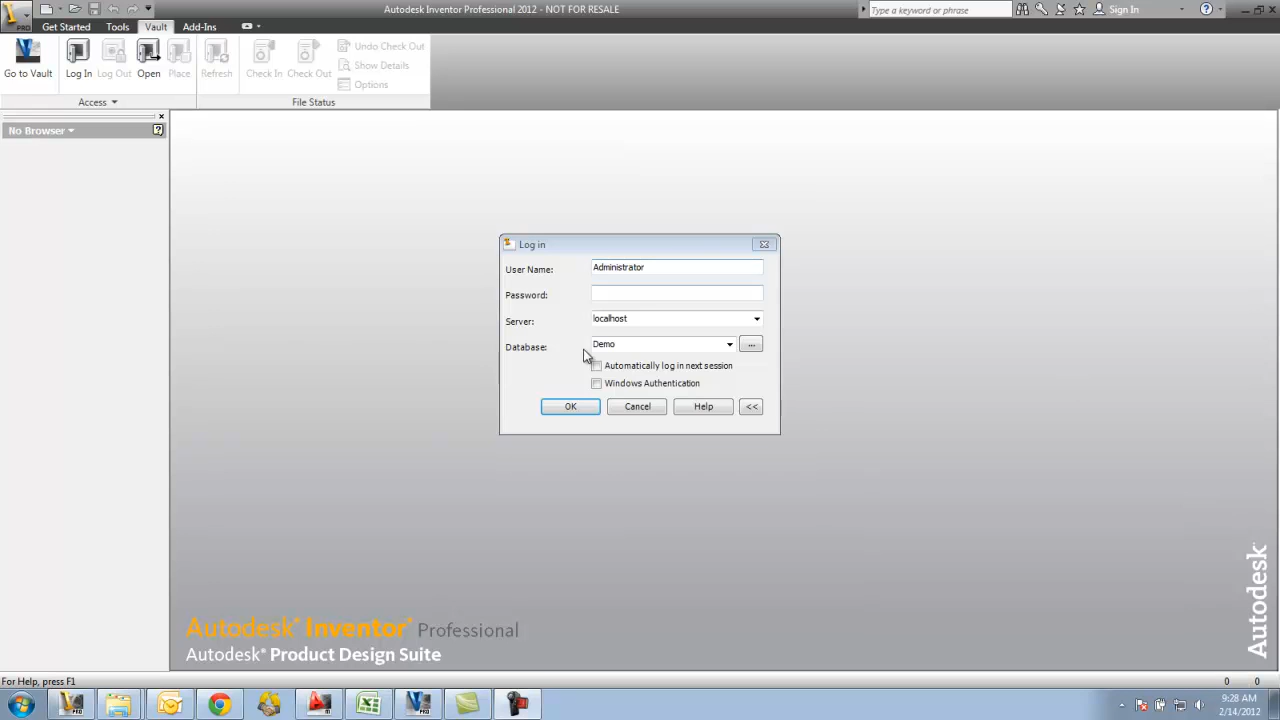 Autodesk Inventor Professional 2012 - NOT FOR RESALE
Type a keyword or phrase
Sign In
PRO
Get Started Tools Vault Add-Ins
Go to Vault
Log In
Log Out
Open
Place
Refresh
Check In
Check Out
Undo Check Out
Show Details
Options
Access
File Status
No Browser
Log in
User Name: Administrator
Password:
Server: localhost
Database: Demo ...
Automatically log in next session
Windows Authentication
OK Cancel Help <<
Autodesk® Inventor® Professional
Autodesk® Product Design Suite
Autodesk®
For Help, press F1
0 0
9:28 AM
2/14/2012